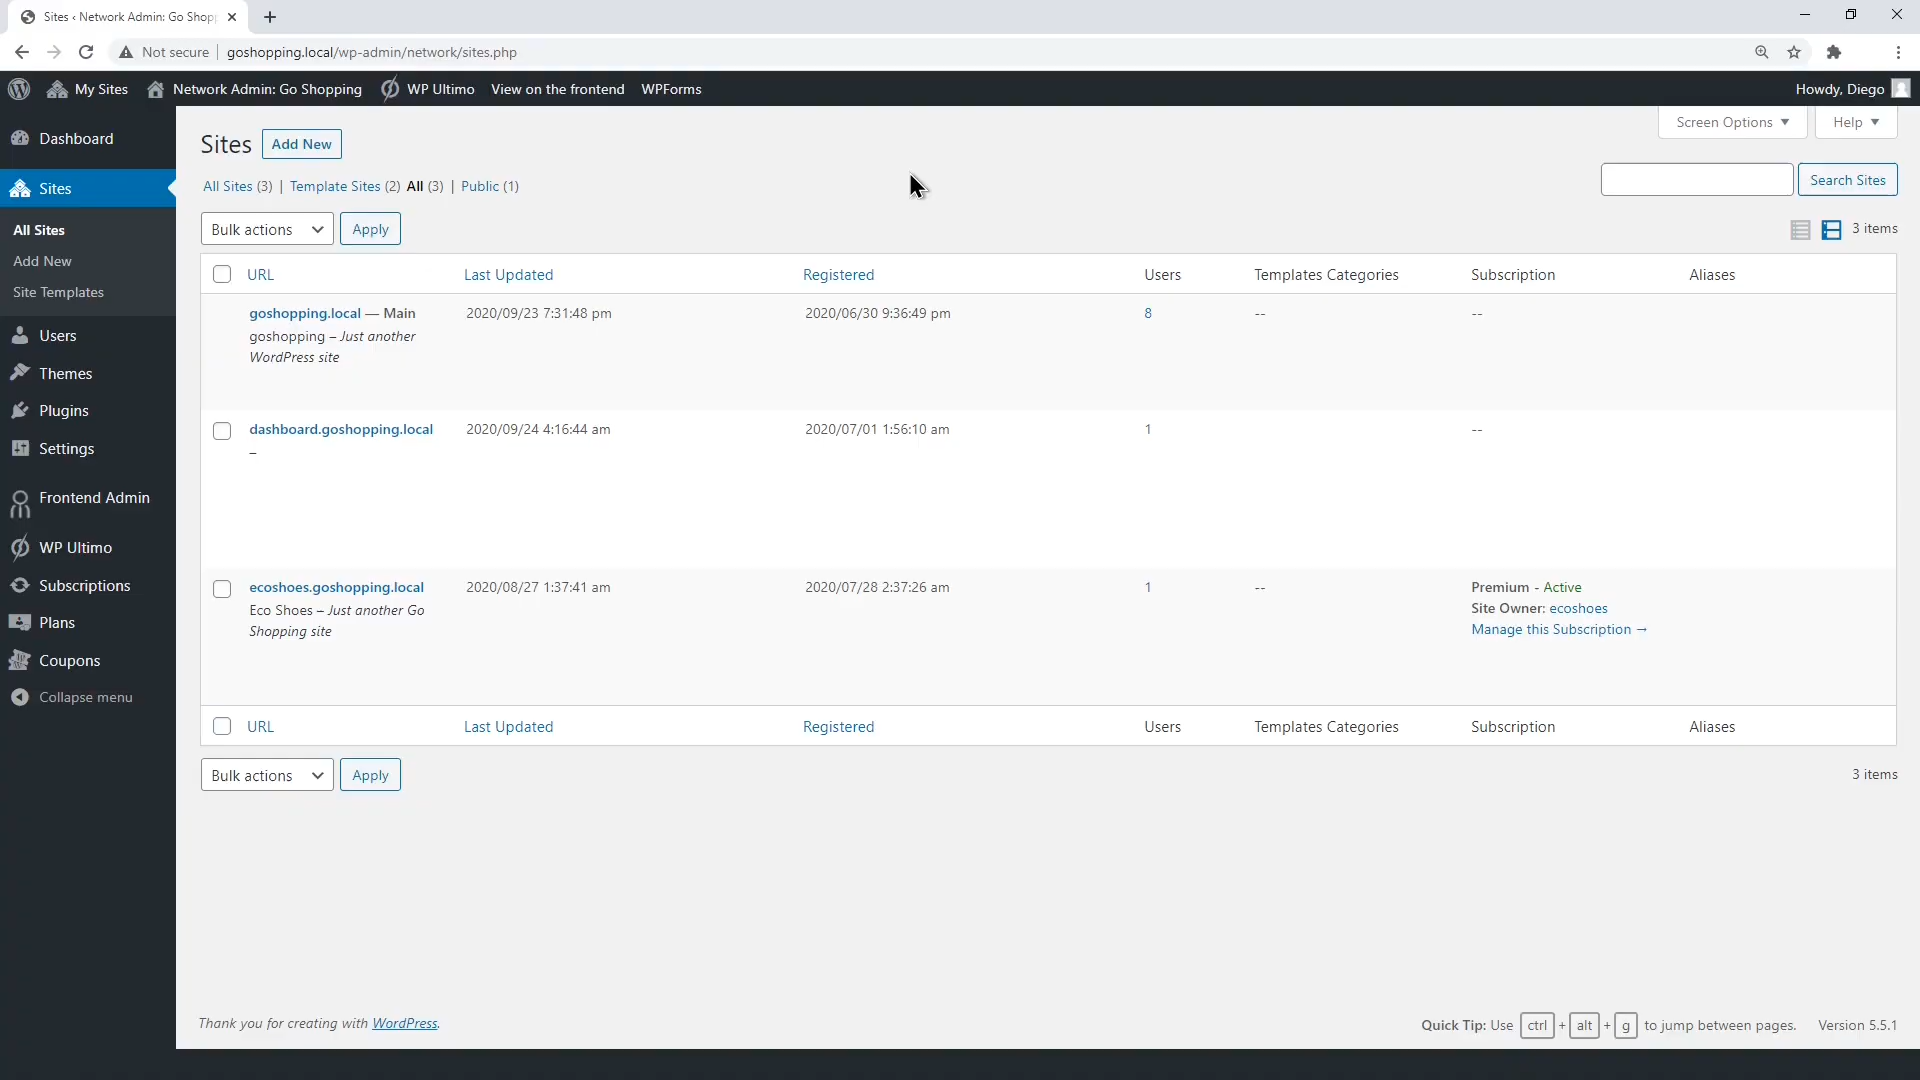 Sites ‹ Network Admin: Go Shopp
Not secure
goshopping.local/wp-admin/network/sites.php
My Sites
Network Admin: Go Shopping
WP Ultimo
View on the frontend
WPForms
Howdy, Diego
Dashboard
Sites
All Sites
Add New
Site Templates
Users
Themes
Plugins
Settings
Frontend Admin
WP Ultimo
Subscriptions
Plans
Coupons
Collapse menu
Screen Options
Help
Sites
Add New
All Sites (3) | Template Sites (2) All (3) | Public (1)
Search Sites
Bulk actions
Apply
3 items
URL Last Updated Registered Users Templates Categories Subscription Aliases
goshopping.local — Main 2020/09/23 7:31:48 pm 2020/06/30 9:36:49 pm 8 -- --
goshopping – Just another
WordPress site
dashboard.goshopping.local 2020/09/24 4:16:44 am 2020/07/01 1:56:10 am 1 --
–
ecoshoes.goshopping.local 2020/08/27 1:37:41 am 2020/07/28 2:37:26 am 1 -- Premium - Active
Eco Shoes – Just another Go Site Owner: ecoshoes
Shopping site Manage this Subscription →
URL Last Updated Registered Users Templates Categories Subscription Aliases
Bulk actions
Apply
3 items
Thank you for creating with WordPress.
Quick Tip: Use ctrl + alt + g to jump between pages.
Version 5.5.1